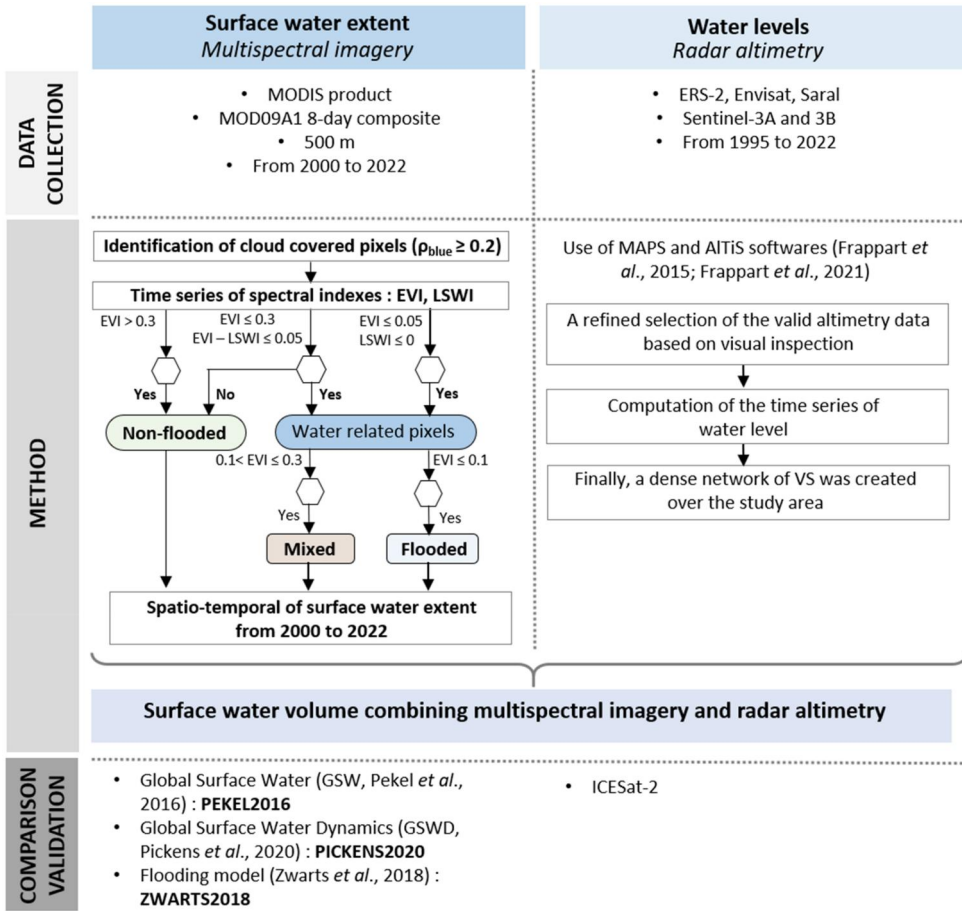 Surface water extent
Multispectral imagery
Water levels
Radar altimetry
DATA
COLLECTION
• MODIS product
• MOD09A1 8-day composite
• 500 m
• From 2000 to 2022
• ERS-2, Envisat, Saral
• Sentinel-3A and 3B
• From 1995 to 2022
METHOD
Identification of cloud covered pixels (ρblue ≥ 0.2)
Time series of spectral indexes : EVI, LSWI
EVI > 0.3
EVI ≤ 0.3
EVI – LSWI ≤ 0.05
EVI ≤ 0.05
LSWI ≤ 0
Yes
No
Yes
Yes
Non-flooded
Water related pixels
0.1< EVI ≤ 0.3
EVI ≤ 0.1
Yes
Yes
Mixed
Flooded
Spatio-temporal of surface water extent
from 2000 to 2022
Use of MAPS and AlTiS softwares (Frappart et
al., 2015; Frappart et al., 2021)
A refined selection of the valid altimetry data
based on visual inspection
Computation of the time series of
water level
Finally, a dense network of VS was created
over the study area
Surface water volume combining multispectral imagery and radar altimetry
COMPARISON
VALIDATION
• Global Surface Water (GSW, Pekel et al.,
2016) : PEKEL2016
• Global Surface Water Dynamics (GSWD,
Pickens et al., 2020) : PICKENS2020
• Flooding model (Zwarts et al., 2018) :
ZWARTS2018
• ICESat-2